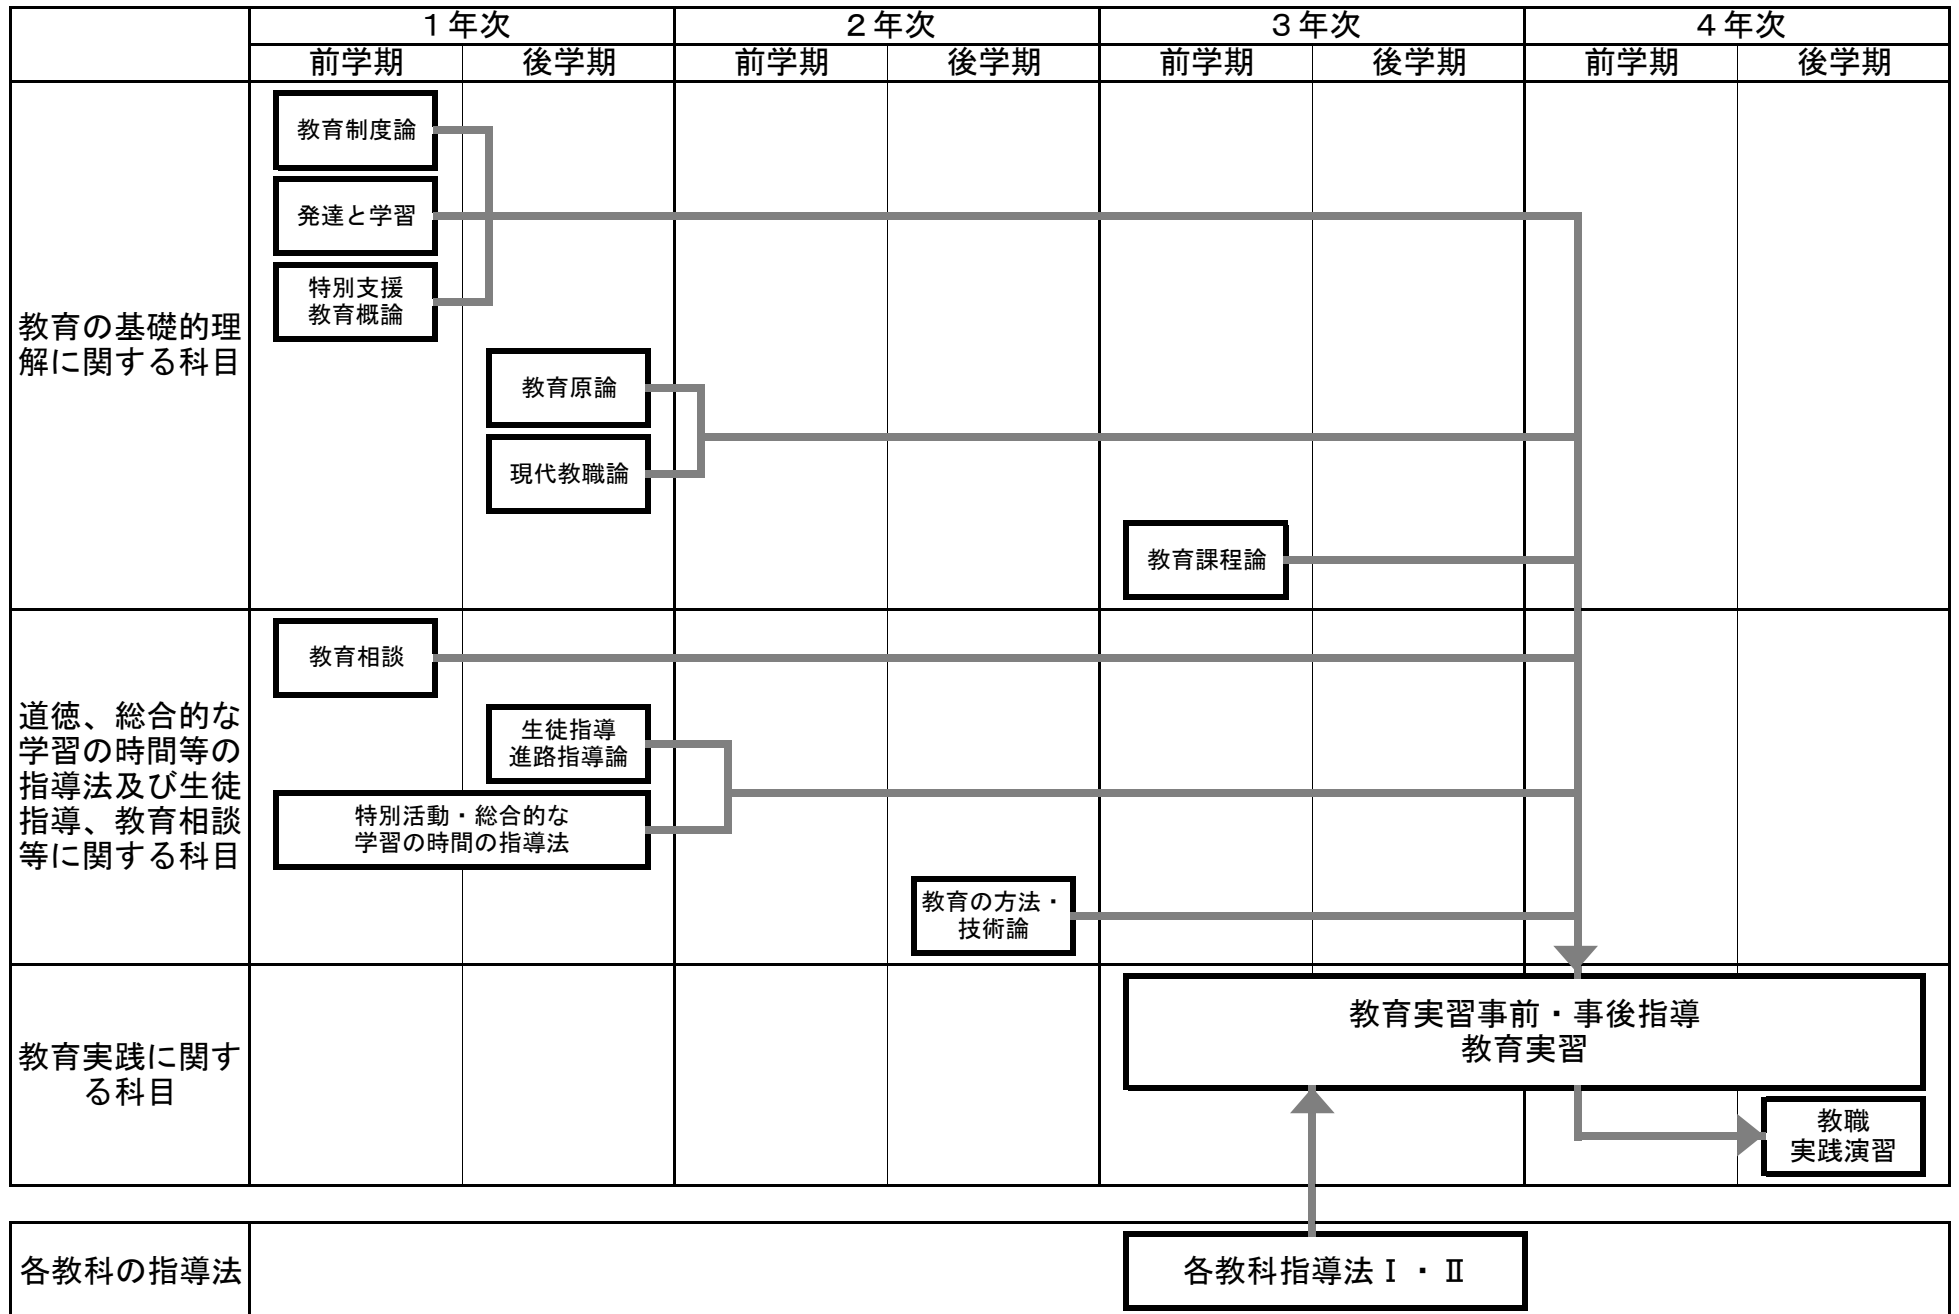 １年次
２年次
３年次
４年次
前学期
後学期
前学期
後学期
前学期
後学期
前学期
後学期
教育の基礎的理
解に関する科目
教育制度論
発達と学習
特別支援
教育概論
教育原論
現代教職論
教育課程論
道徳、総合的な
学習の時間等の
指導法及び生徒
指導、教育相談
等に関する科目
教育相談
生徒指導
進路指導論
特別活動・総合的な
学習の時間の指導法
教育の方法・
技術論
教育実践に関す
る科目
教育実習事前・事後指導
教育実習
教職
実践演習
各教科の指導法
各教科指導法Ⅰ・Ⅱ